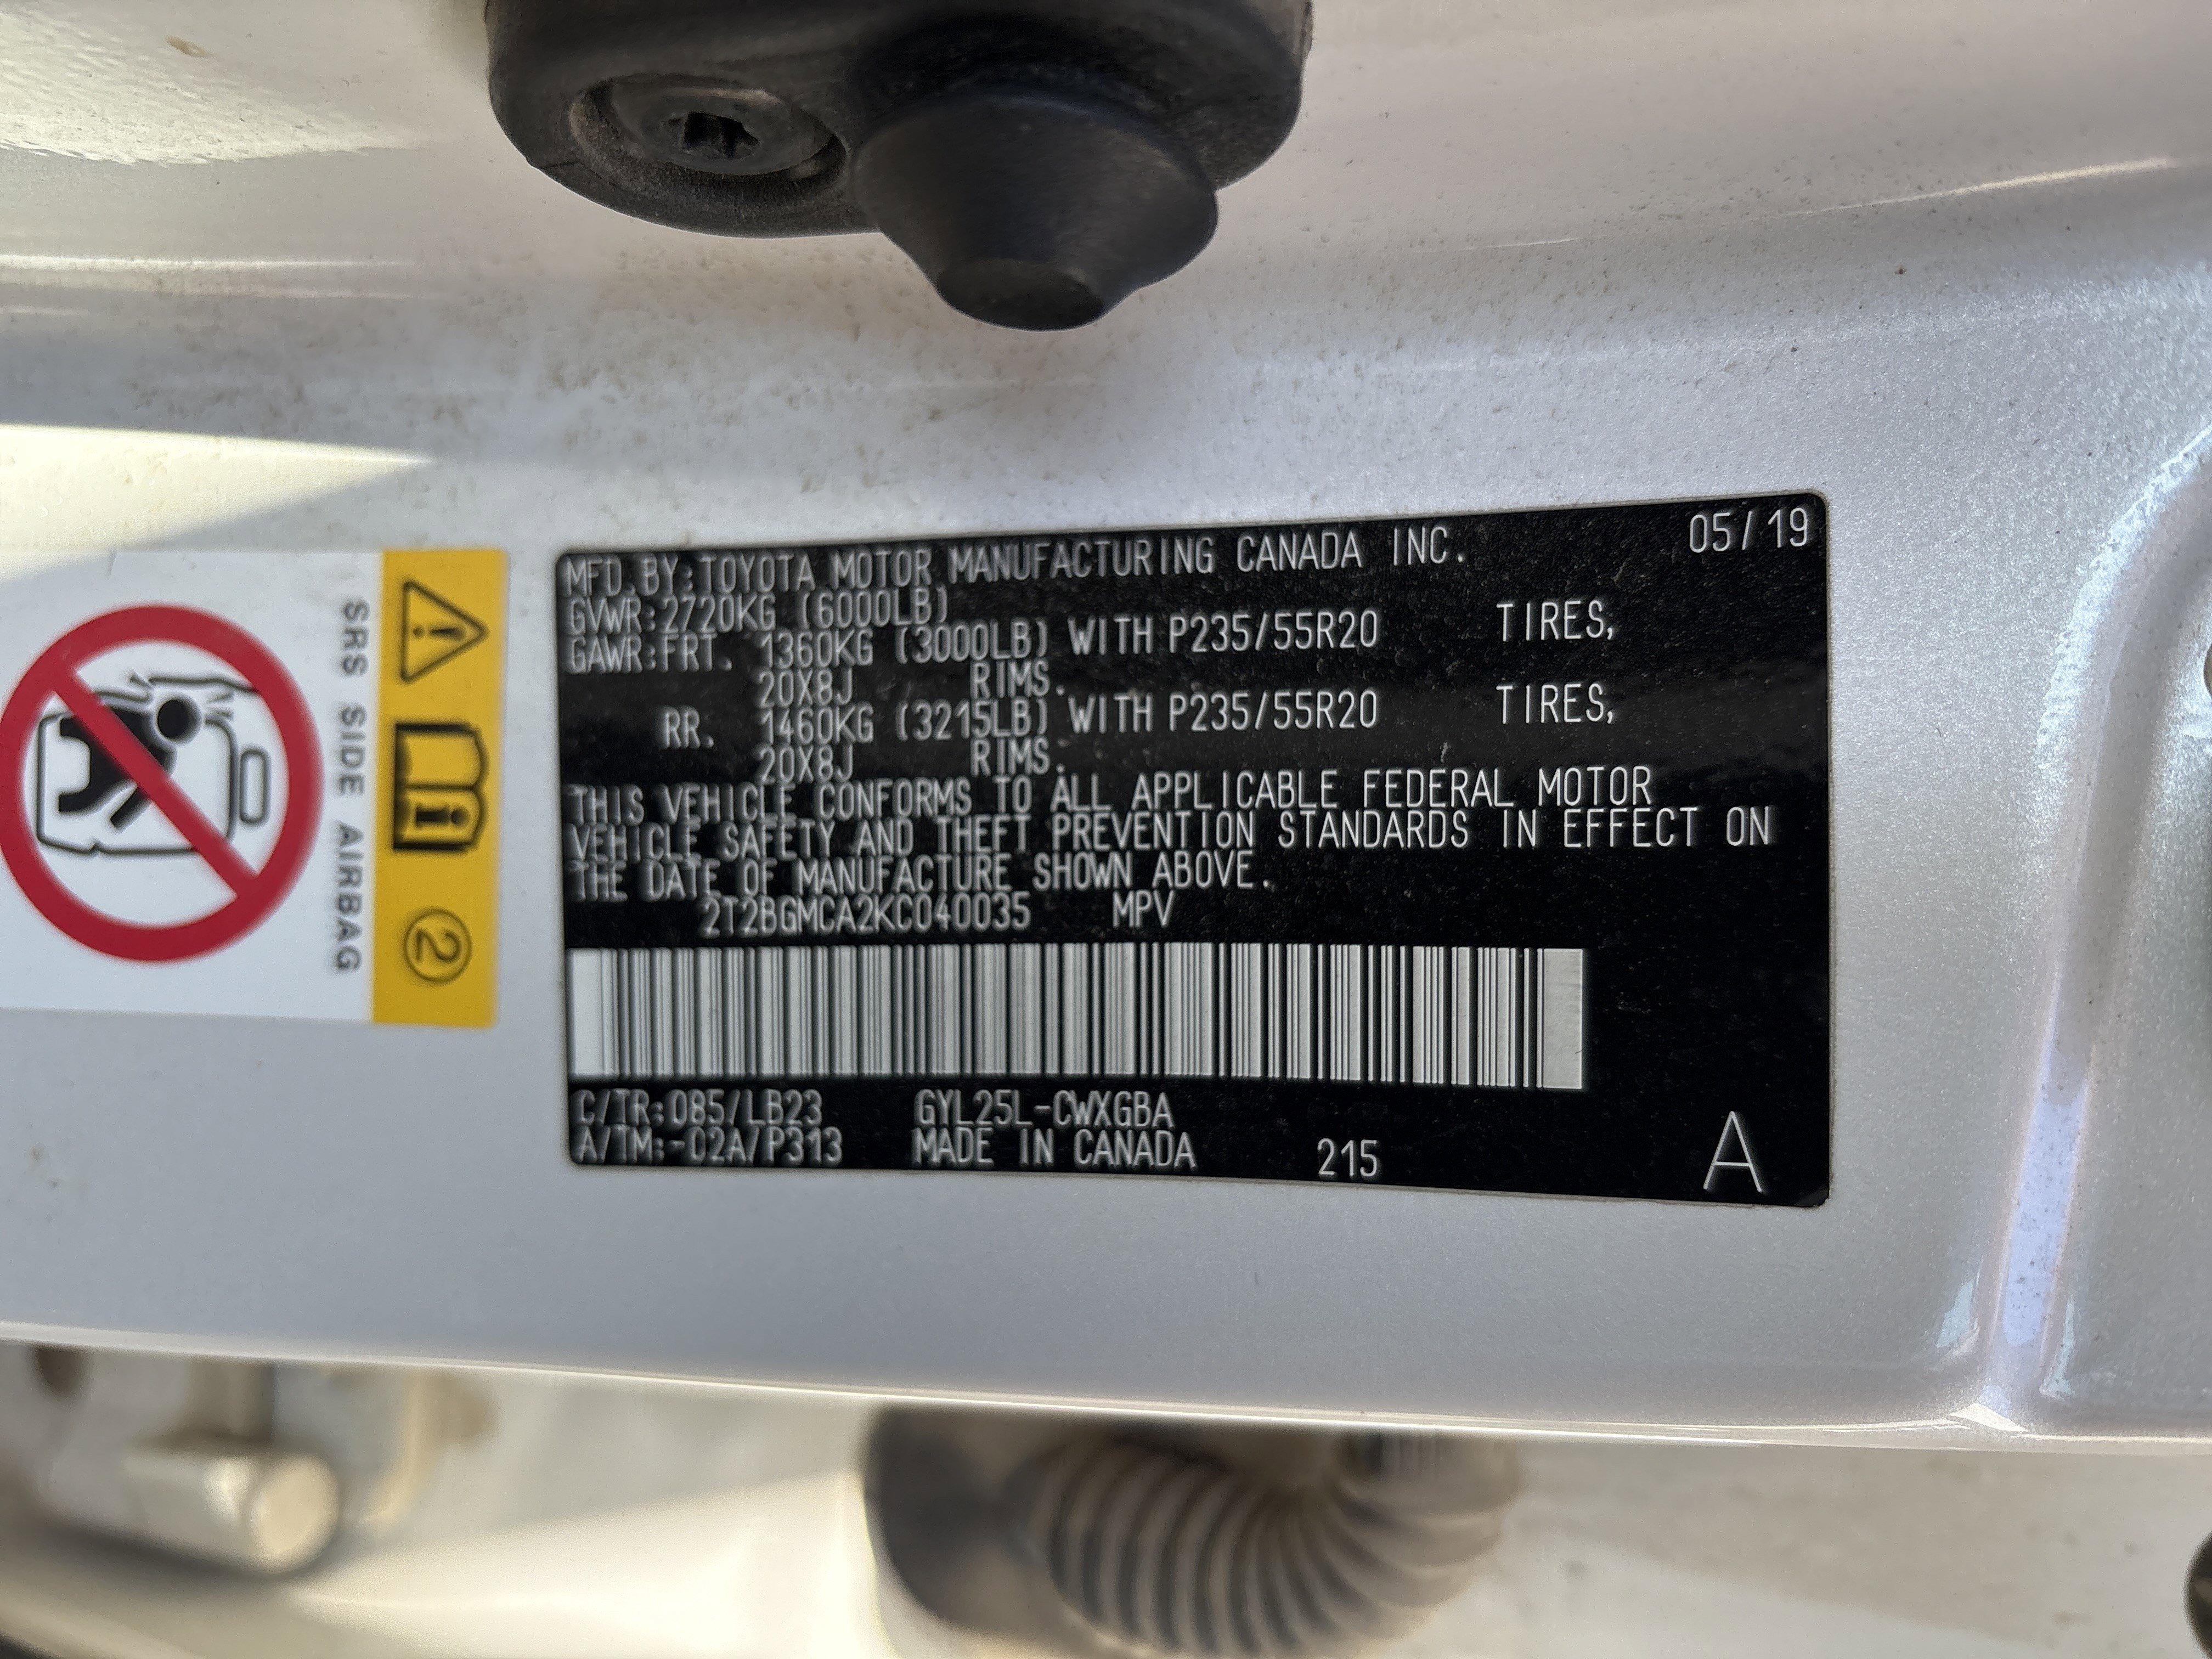 MFD.BY:TOYOTA MOTOR MANUFACTURING CANADA INC. 05/19
GVWR:2720KG (6000LB)
GAWR:FRT. 1360KG (3000LB) WITH P235/55R20 TIRES,
20X8J RIMS.
RR. 1460KG (3215LB) WITH P235/55R20 TIRES,
20X8J RIMS.
THIS VEHICLE CONFORMS TO ALL APPLICABLE FEDERAL MOTOR
VEHICLE SAFETY AND THEFT PREVENTION STANDARDS IN EFFECT ON
THE DATE OF MANUFACTURE SHOWN ABOVE.
2T2BGMCA2KC040035 MPV
C/TR:085/LB23 GYL25L-CWXGBA
A/TM:-02A/P313 MADE IN CANADA 215 A
SRS SIDE AIRBAG
2